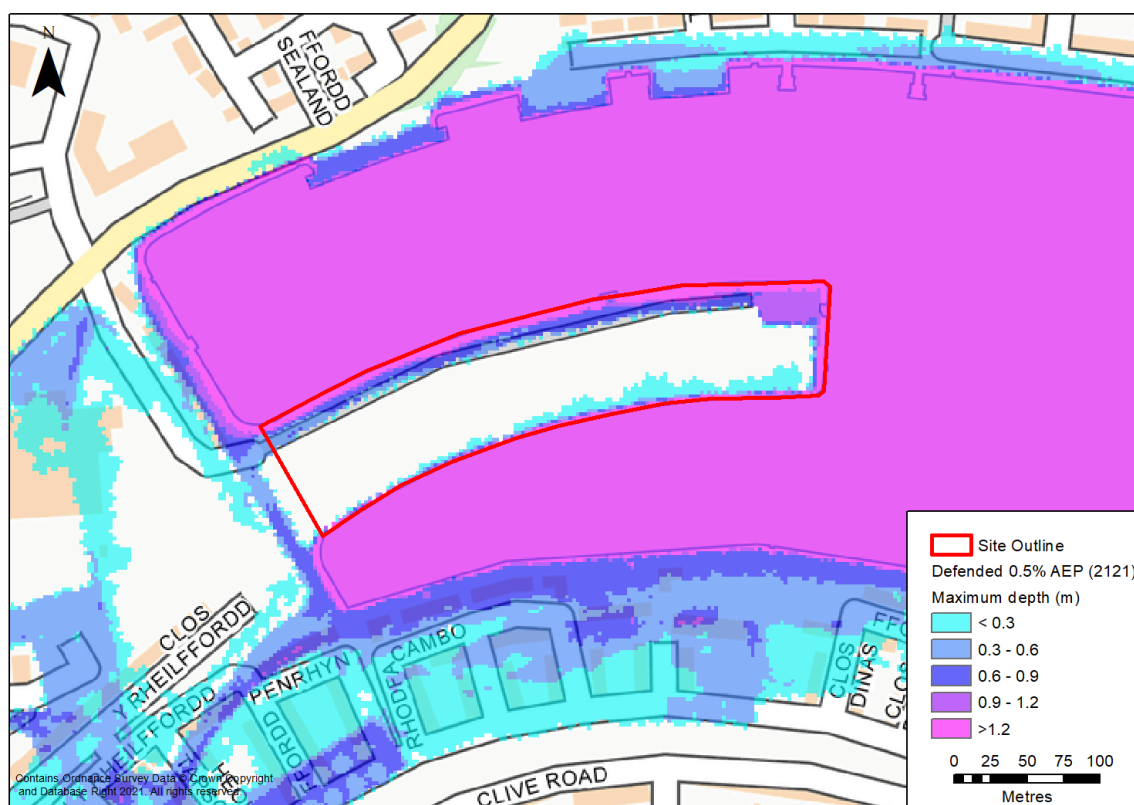 N
FFORDD
SEALAND
CLOS
Y RHEILFFORDD
PENRHYN
RHODFA CAMBO
FFORDD
CLOS
DINAS
CLOS
CLIVE ROAD
Contains Ordnance Survey Data © Crown copyright
and Database Right 2021. All rights reserved.
Site Outline
Defended 0.5% AEP (2121)
Maximum depth (m)
< 0.3
0.3 - 0.6
0.6 - 0.9
0.9 - 1.2
>1.2
0 25 50 75 100
Metres